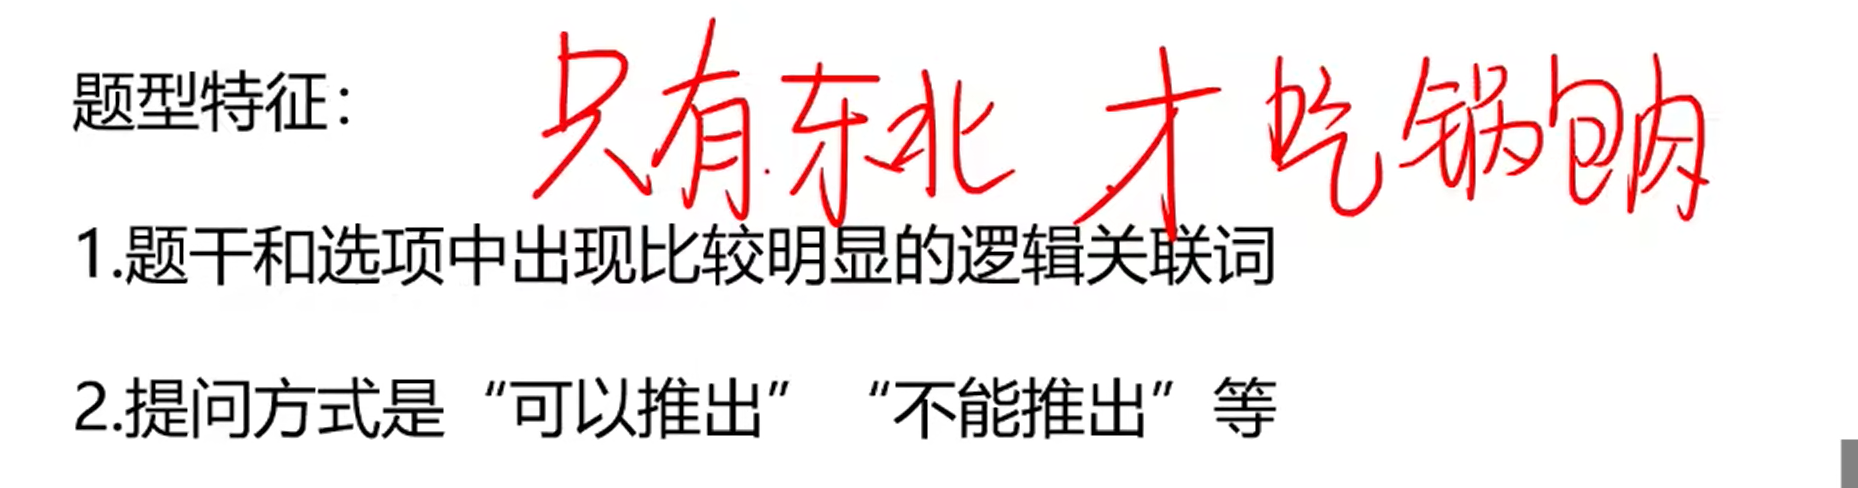 题型特征：
只有东北 才吃锅包肉
1.题干和选项中出现比较明显的逻辑关联词
2.提问方式是“可以推出” “不能推出”等